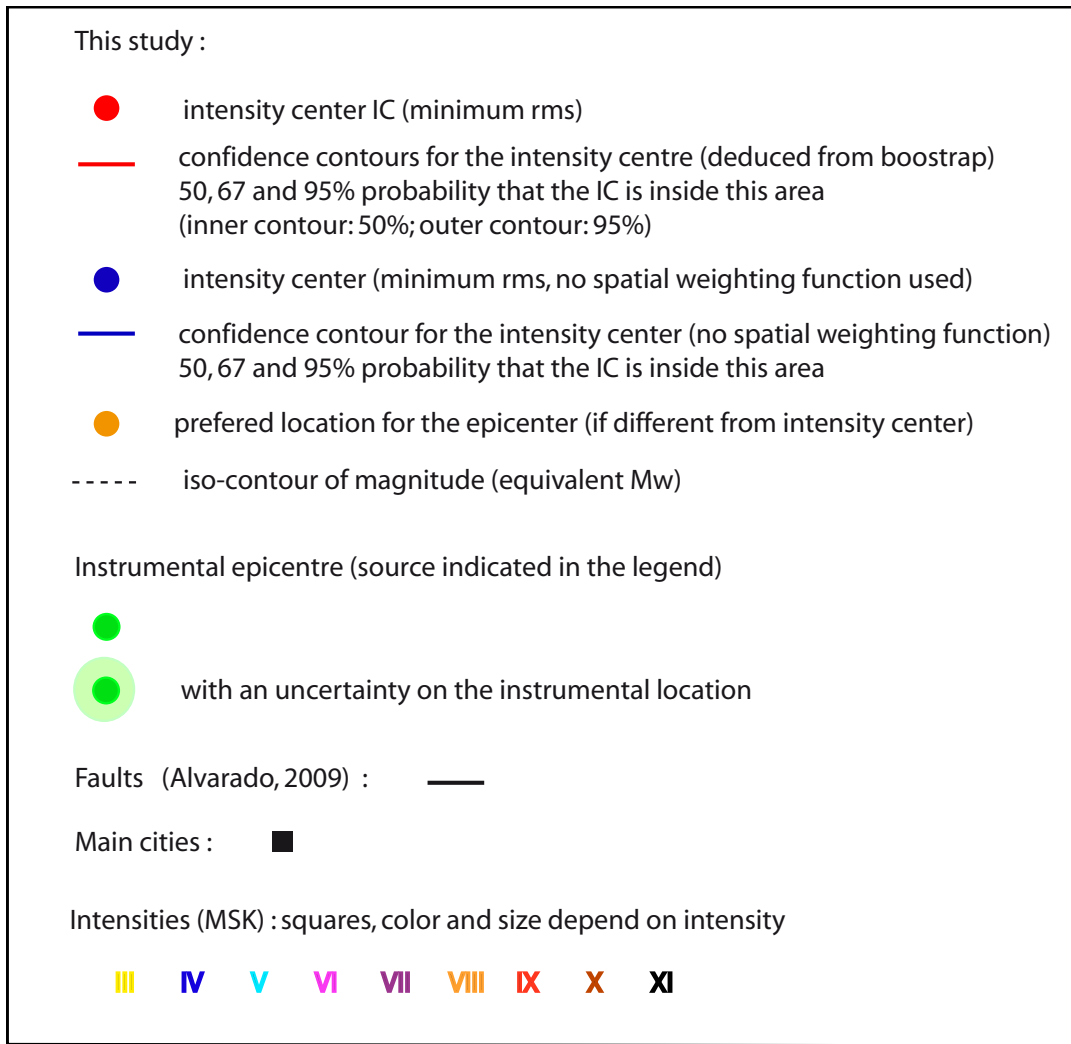 This study :
intensity center IC (minimum rms)
confidence contours for the intensity centre (deduced from boostrap)
50, 67 and 95% probability that the IC is inside this area
(inner contour: 50%; outer contour: 95%)
intensity center (minimum rms, no spatial weighting function used)
confidence contour for the intensity center (no spatial weighting function)
50, 67 and 95% probability that the IC is inside this area
prefered location for the epicenter (if different from intensity center)
iso-contour of magnitude (equivalent Mw)
Instrumental epicentre (source indicated in the legend)
with an uncertainty on the instrumental location
Faults (Alvarado, 2009) :
Main cities :
Intensities (MSK) : squares, color and size depend on intensity
III IV V VI VII VIII IX X XI